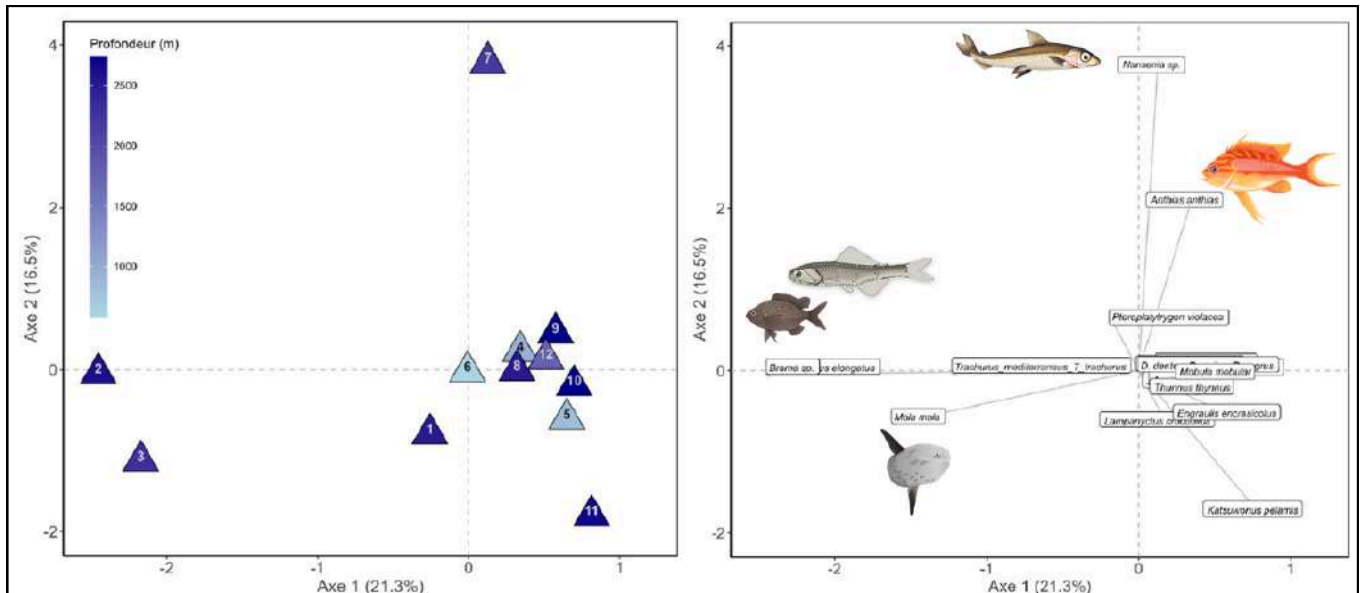 Profondeur (m)
2500
2000
1500
1000
4
2
0
-2
-2
-1
0
1
Axe 1 (21.3%)
Axe 2 (16.5%)
7
9
4
12
2
6
8
10
5
1
3
11
4
2
0
-2
-2
-1
0
1
Axe 1 (21.3%)
Axe 2 (16.5%)
Nansenia sp.
Anthias anthias
Pteroplatytrygon violacea
Brama sp.
elongatus
Trachurus_mediterraneus_7_trachurus
Mobula mobular
Thunnus thynnus
Mola mola
Engraulis encrasicolus
Lampanyctus
Katsuwonus pelamis